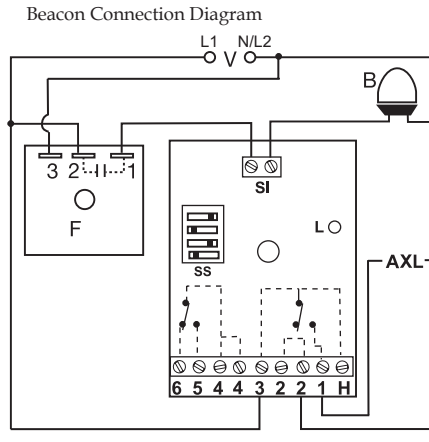 Beacon Connection Diagram
L1 V N/L2
B
3 2 1
SI
F
L
SS
AXL
6 5 4 4 3 2 2 1 H